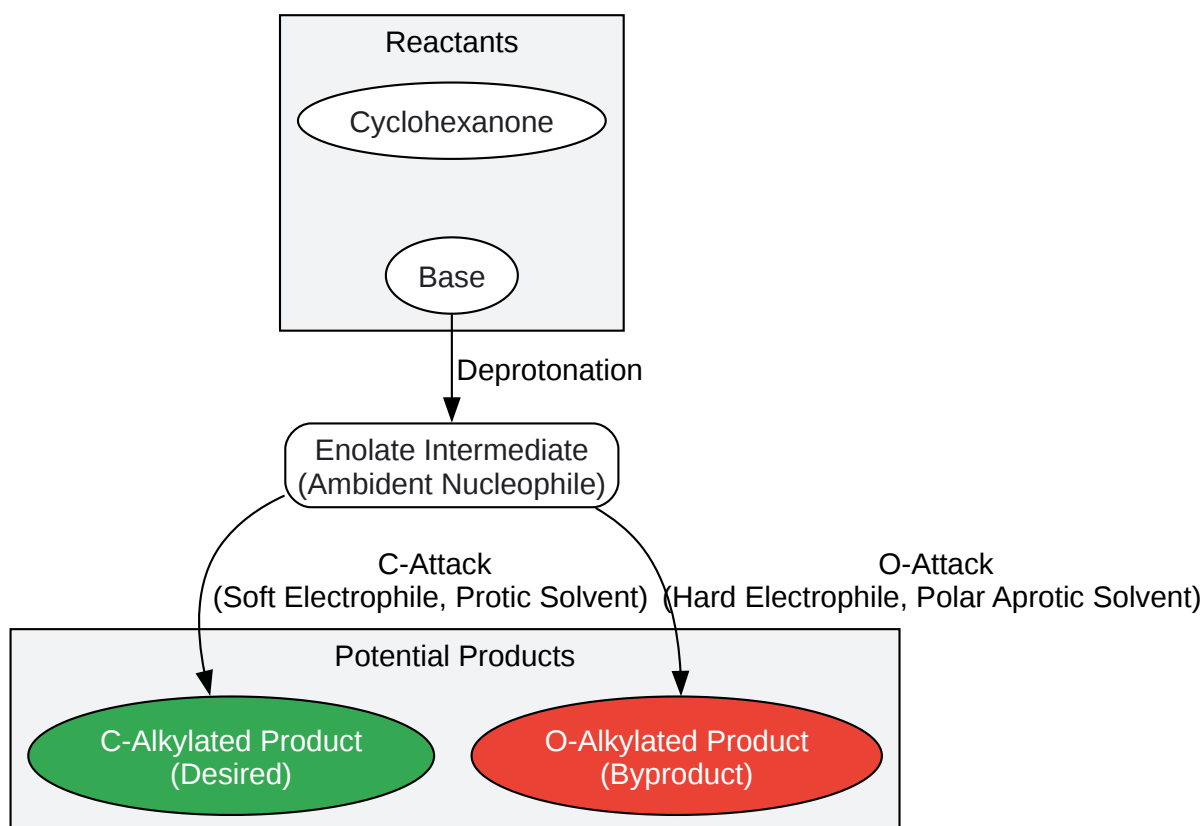 Reactants
Cyclohexanone
Base
Deprotonation
Enolate Intermediate
(Ambident Nucleophile)
C-Attack
(Soft Electrophile, Protic Solvent)
O-Attack
(Hard Electrophile, Polar Aprotic Solvent)
Potential Products
C-Alkylated Product
(Desired)
O-Alkylated Product
(Byproduct)